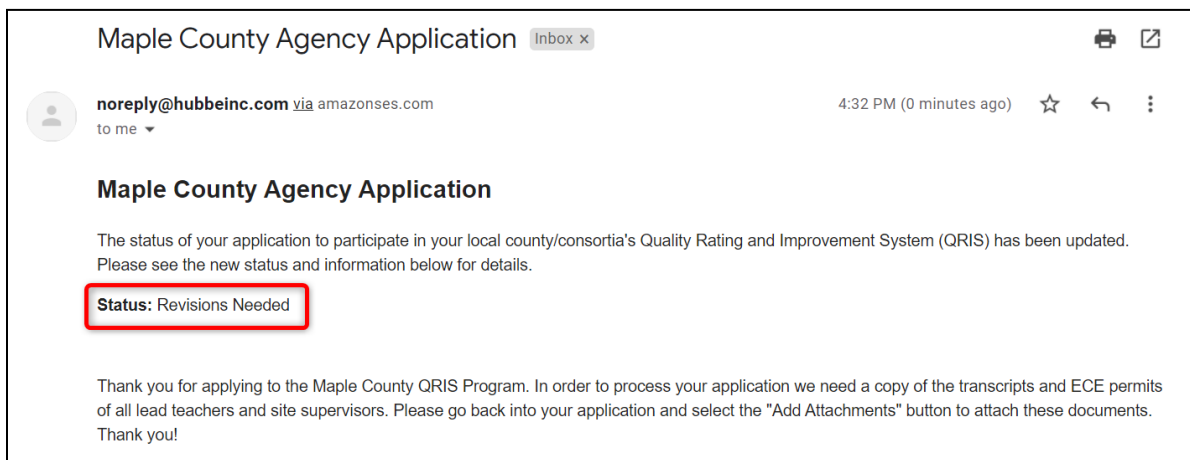 Maple County Agency Application Inbox x
noreply@hubbeinc.com via amazonses.com 4:32 PM (0 minutes ago)
to me
Maple County Agency Application
The status of your application to participate in your local county/consortia's Quality Rating and Improvement System (QRIS) has been updated.
Please see the new status and information below for details.
Status: Revisions Needed
Thank you for applying to the Maple County QRIS Program. In order to process your application we need a copy of the transcripts and ECE permits
of all lead teachers and site supervisors. Please go back into your application and select the "Add Attachments" button to attach these documents.
Thank you!